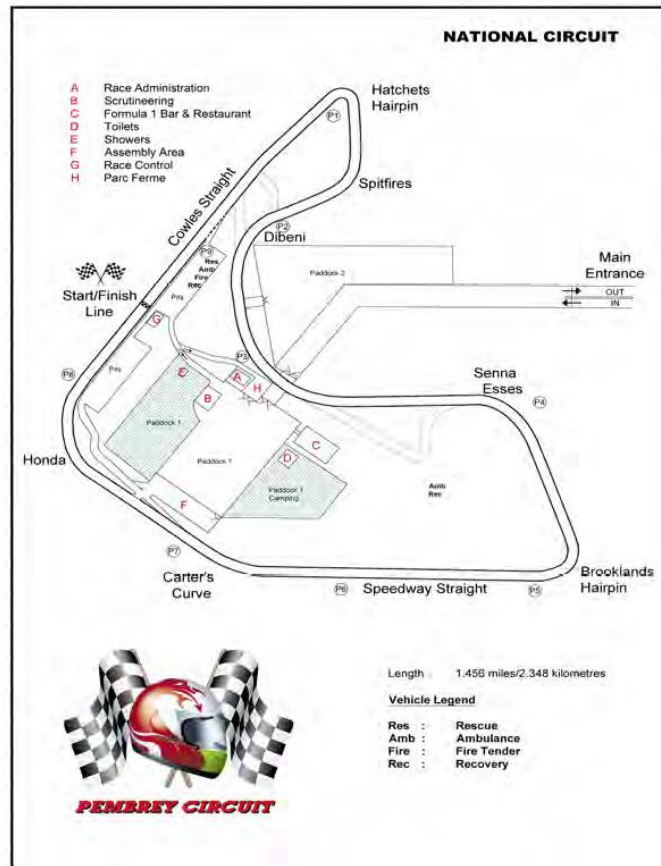 NATIONAL CIRCUIT
A Race Administration
B Scrutineering
C Formula 1 Bar & Restaurant
D Toilets
E Showers
F Assembly Area
G Race Control
H Parc Ferme
Hatchets
Hairpin
P1
Spitfires
Cowles Straight
P2
Dibeni
P9
Res
Amb
Fire
Rec
Paddock 2
Main
Entrance
OUT
IN
Start/Finish
Line
Pits
G
P3
A
H
E
B
P8
Pits
Paddock 1
Senna
Esses
P4
C
D
Honda
Paddock 1
Paddock 1
Camping
Amb
Rec
F
P7
Carter's
Curve
P6
Speedway Straight
P5
Brooklands
Hairpin
Length 1.456 miles/2.348 kilometres
Vehicle Legend
Res : Rescue
Amb : Ambulance
Fire : Fire Tender
Rec : Recovery
PEMBREY CIRCUIT